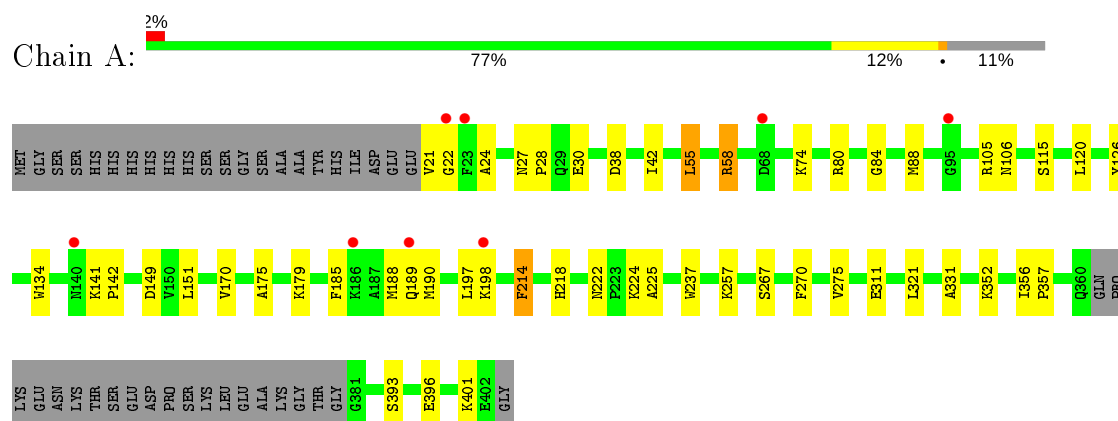 2%
Chain A:
77% 12% • 11%
MET GLY SER SER HIS HIS HIS HIS HIS HIS SER SER GLY SER ALA ALA TYR HIS ILE ASP GLU GLU V21 G22 F23 A24 N27 P28 Q29 E30 D38 I42 L55 R58 D68 K74 R80 G84 M88 G95 R105 N106 S115 L120
W134 N140 K141 P142 D149 V150 L151 V170 A175 K179 F185 K186 A187 M188 Q189 M190 L197 K198 F214 H218 N222 P223 K224 A225 W237 K257 S267 F270 V275 E311 L321 A331 K352 I356 P357 Q360 GLN PRO
LYS GLU ASN LYS THR SER GLU ASP PRO SER LYS LEU GLU ALA LYS GLY THR GLY G381 S393 E396 K401 E402 GLY